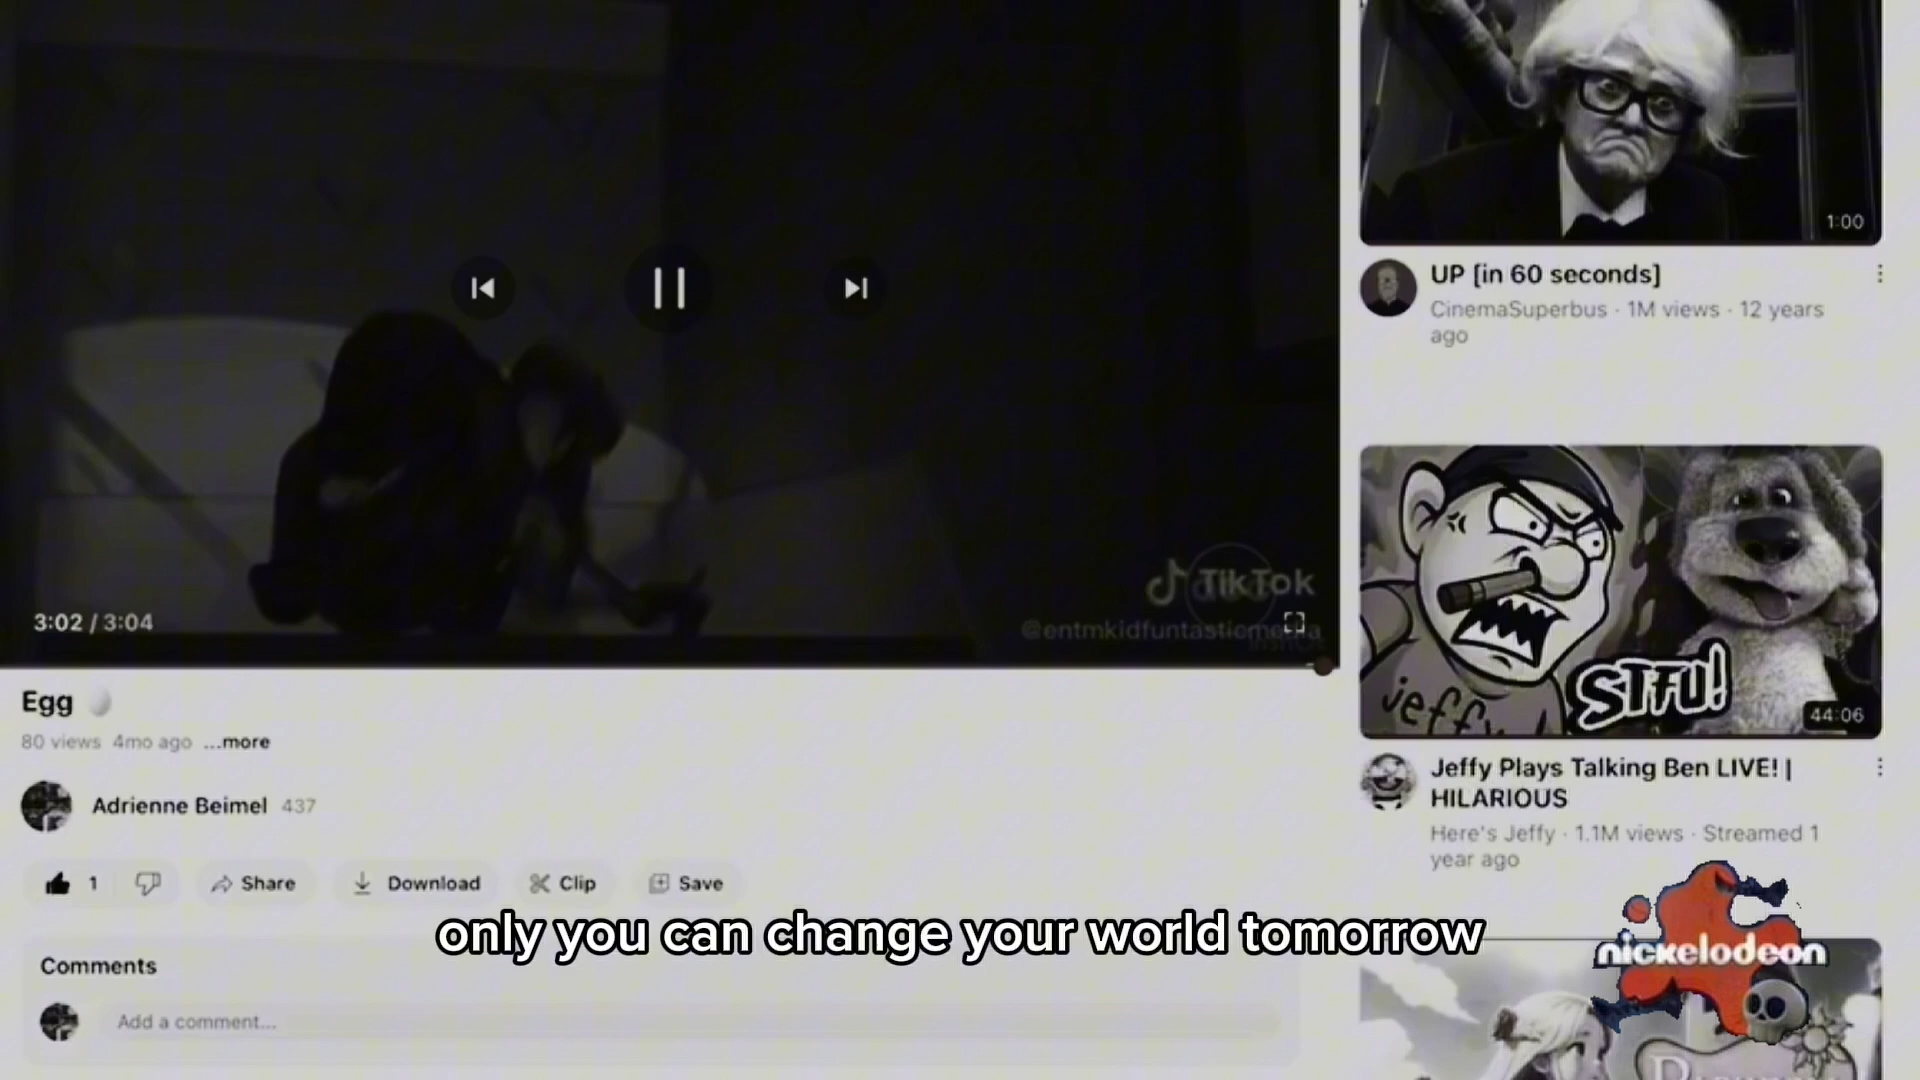 3:02 / 3:04
TikTok
Egg
80 views 4mo ago ...more
Adrienne Beimel 437
1 Share Download Clip Save
Comments
Add a comment...
1:00
UP [in 60 seconds]
CinemaSuperbus · 1M views · 12 years
ago
jeffy
STFU!
44:06
Jeffy Plays Talking Ben LIVE! |
HILARIOUS
Here's Jeffy · 1.1M views · Streamed 1
year ago
only you can change your world tomorrow
nickelodeon